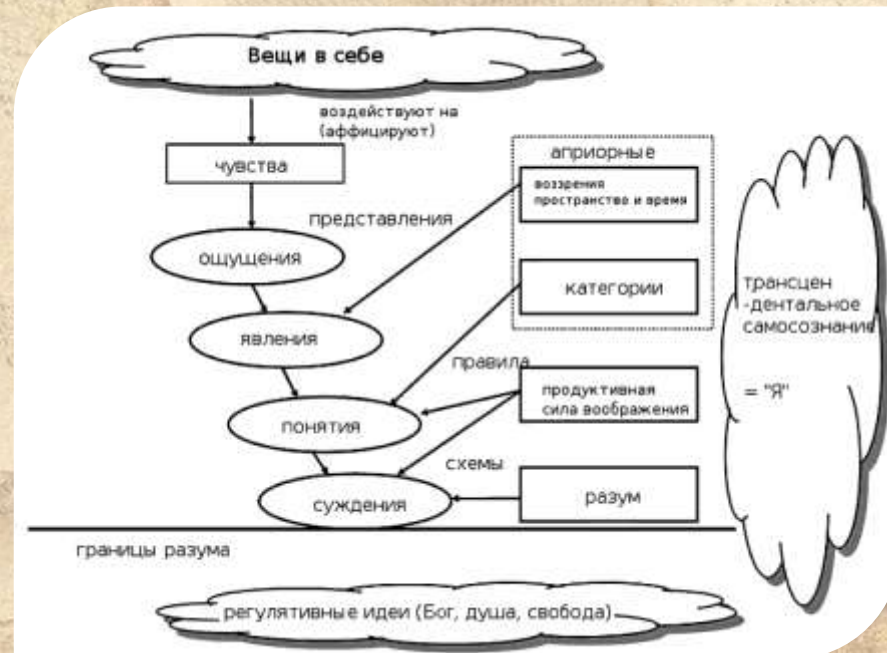 Вещи в себе
воздействуют на
(аффицируют)
чувства
априорные
воззрения
пространство и время
представления
ощущения
категории
трансцен
-дентальное
самосознание
= "Я"
явления
правила
продуктивная
сила воображения
понятия
схемы
разум
суждения
границы разума
регулятивные идеи (Бог, душа, свобода)